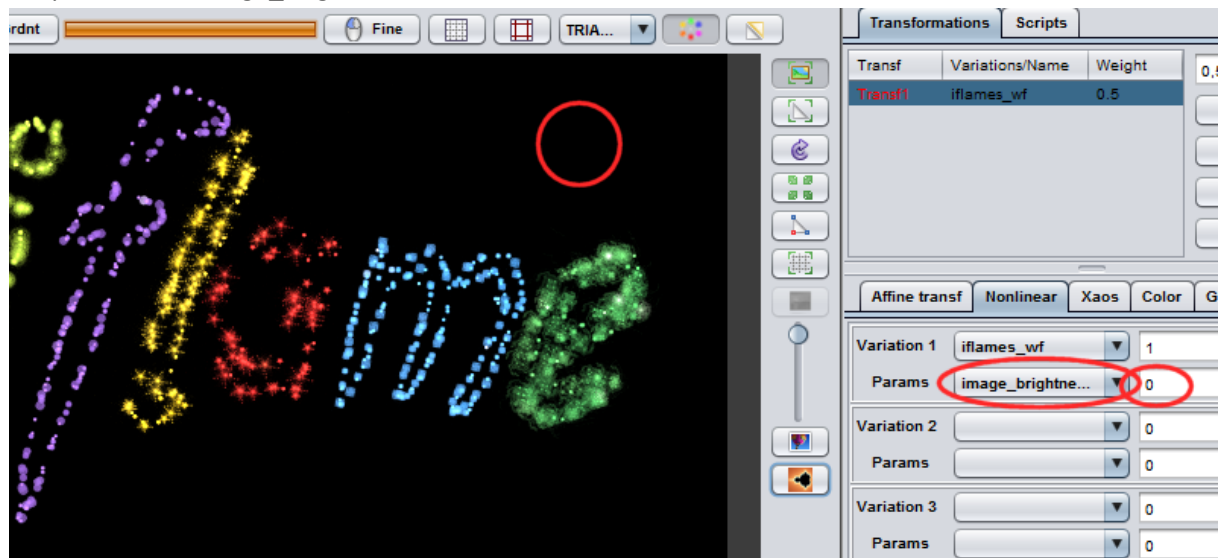 rdnt Fine TRIA...
Transformations Scripts
Transf Variations/Name Weight
Transf1 iflames_wf 0.5
0,5
Affine transf Nonlinear Xaos Color G
Variation 1 iflames_wf 1
Params image_brightne... 0
Variation 2 0
Params 0
Variation 3 0
Params 0